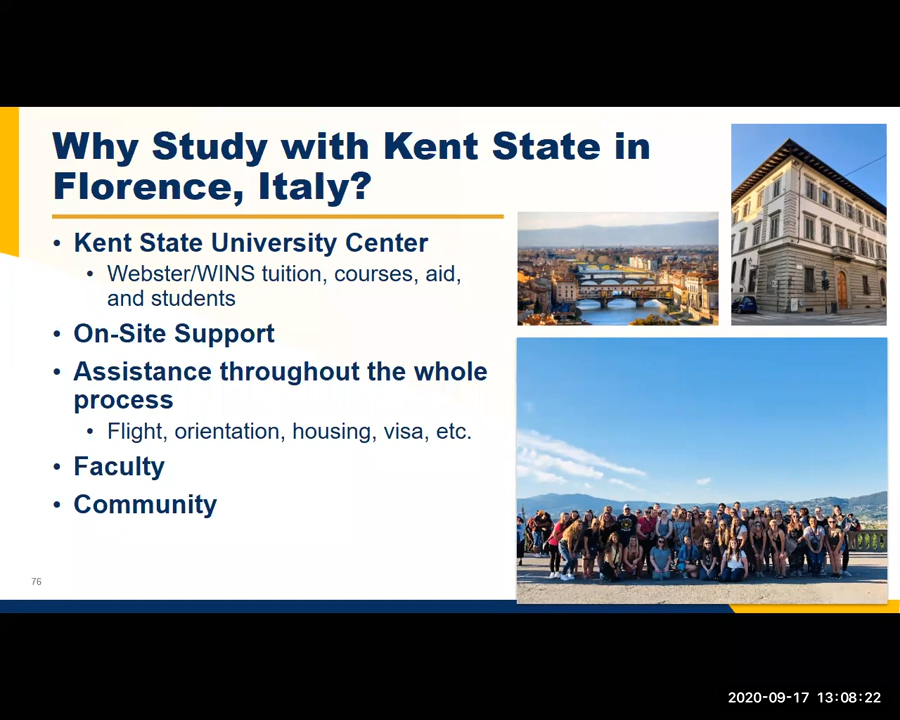 Why Study with Kent State in
Florence, Italy?
• Kent State University Center
• Webster/WINS tuition, courses, aid,
and students
• On-Site Support
• Assistance throughout the whole
process
• Flight, orientation, housing, visa, etc.
• Faculty
• Community
76
2020-09-17 13:08:22